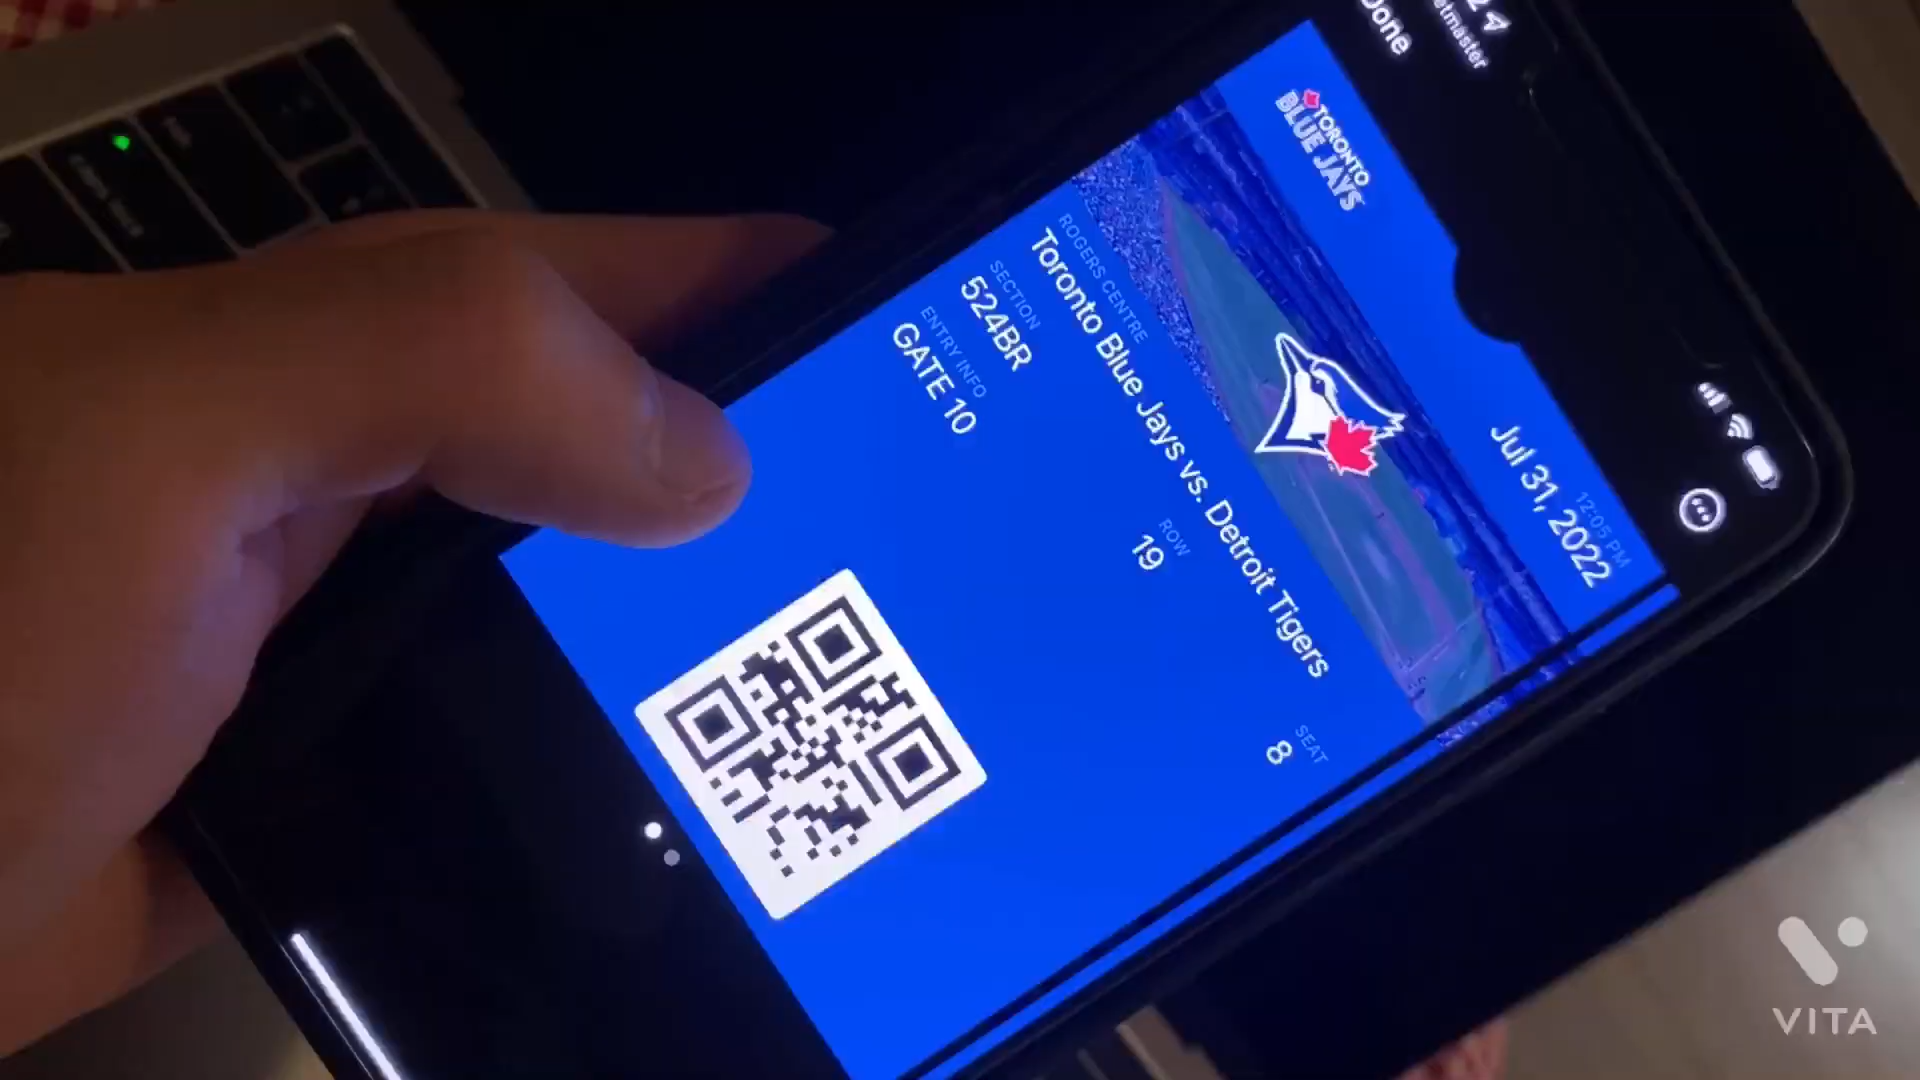 Done
TORONTO
BLUE JAYS
12:05 PM
Jul 31, 2022
ROGERS CENTRE
Toronto Blue Jays vs. Detroit Tigers
SECTION
524BR
ROW
19
SEAT
8
ENTRY INFO
GATE 10
VITA